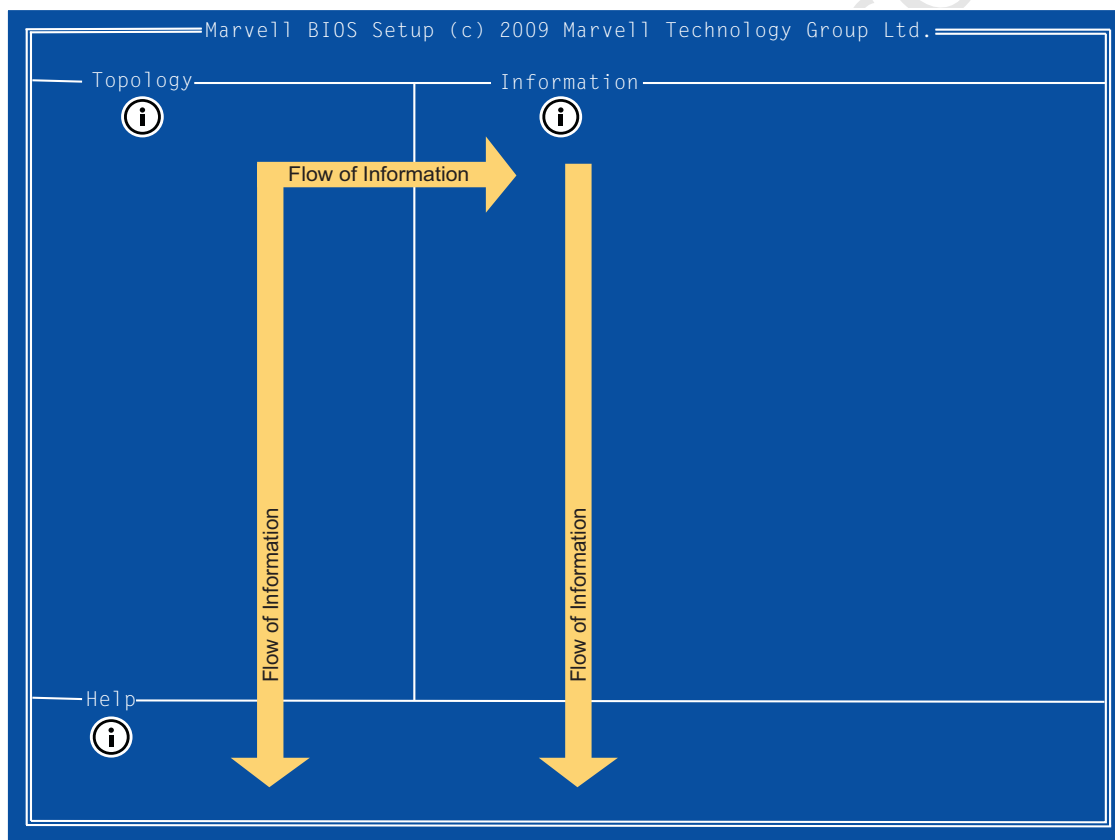 Marvell BIOS Setup (c) 2009 Marvell Technology Group Ltd.
Topology
Information
i
i
Flow of Information
Flow of Information
Flow of Information
Help
i